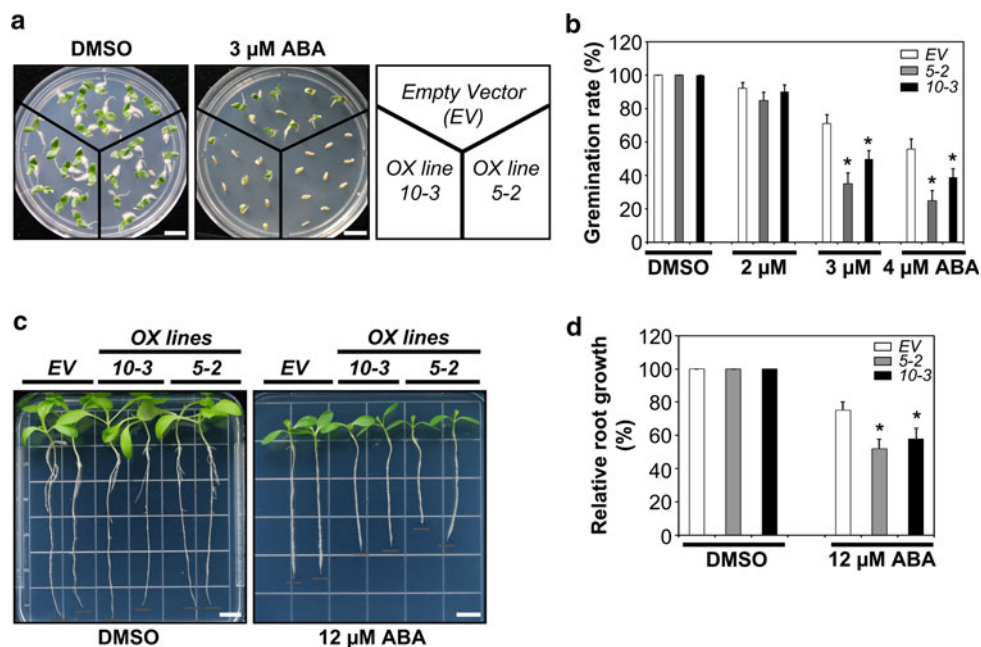 a
DMSO
3 µM ABA
Empty Vector
(EV)
OX line
10-3
OX line
5-2
b
Gremination rate (%)
120
100
80
60
40
20
0
EV
5-2
10-3
*
*
*
*
DMSO
2 µM
3 µM
4 µM ABA
c
OX lines
EV
10-3
5-2
DMSO
OX lines
EV
10-3
5-2
12 µM ABA
d
Relative root growth
(%)
120
100
80
60
40
20
0
EV
5-2
10-3
*
*
DMSO
12 µM ABA